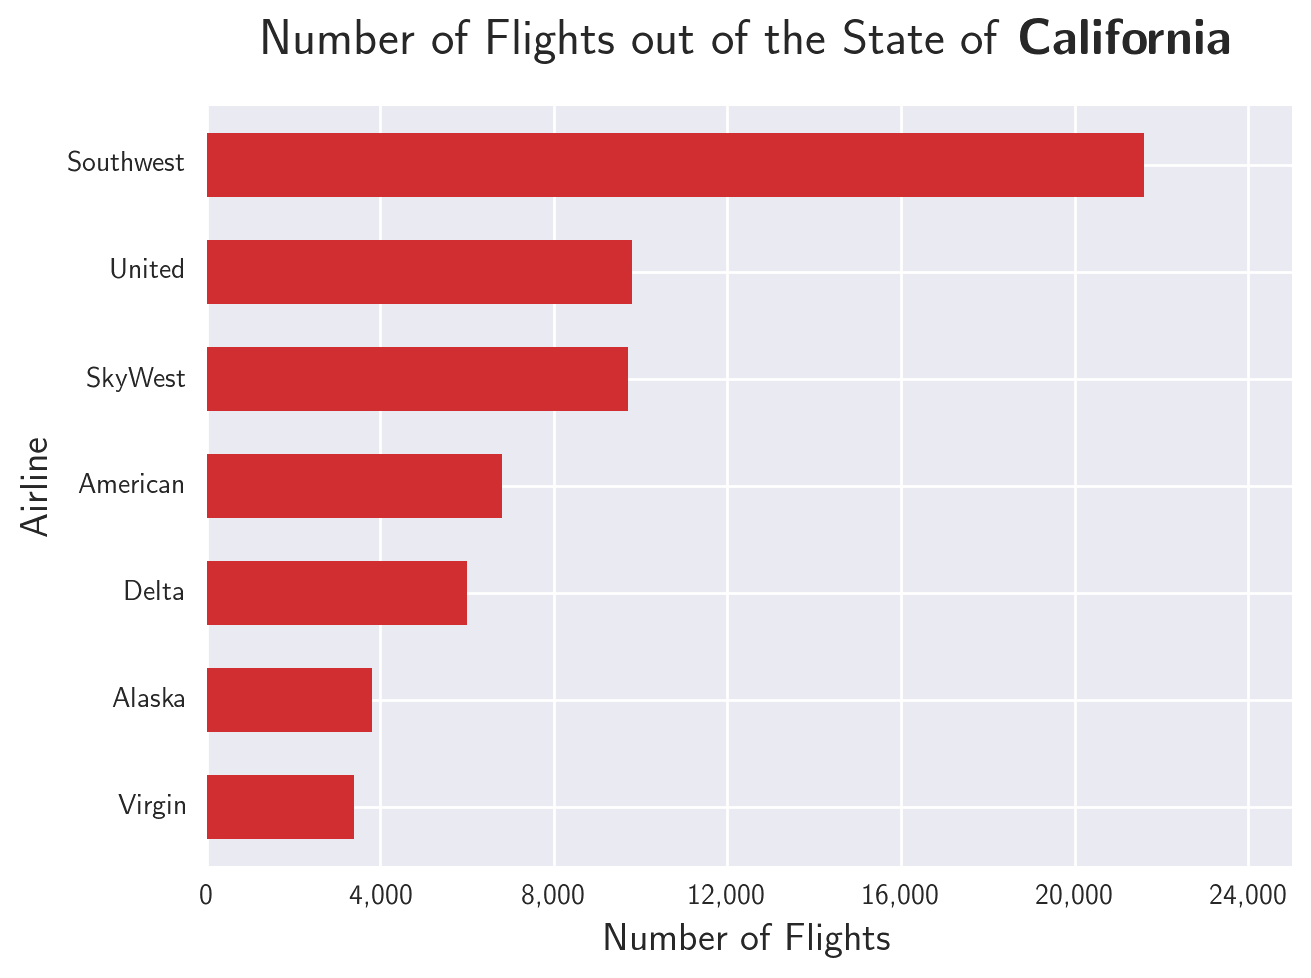 Number of Flights out of the State of California
Southwest
United
SkyWest
American
Delta
Alaska
Virgin
Airline
0 4,000 8,000 12,000 16,000 20,000 24,000
Number of Flights